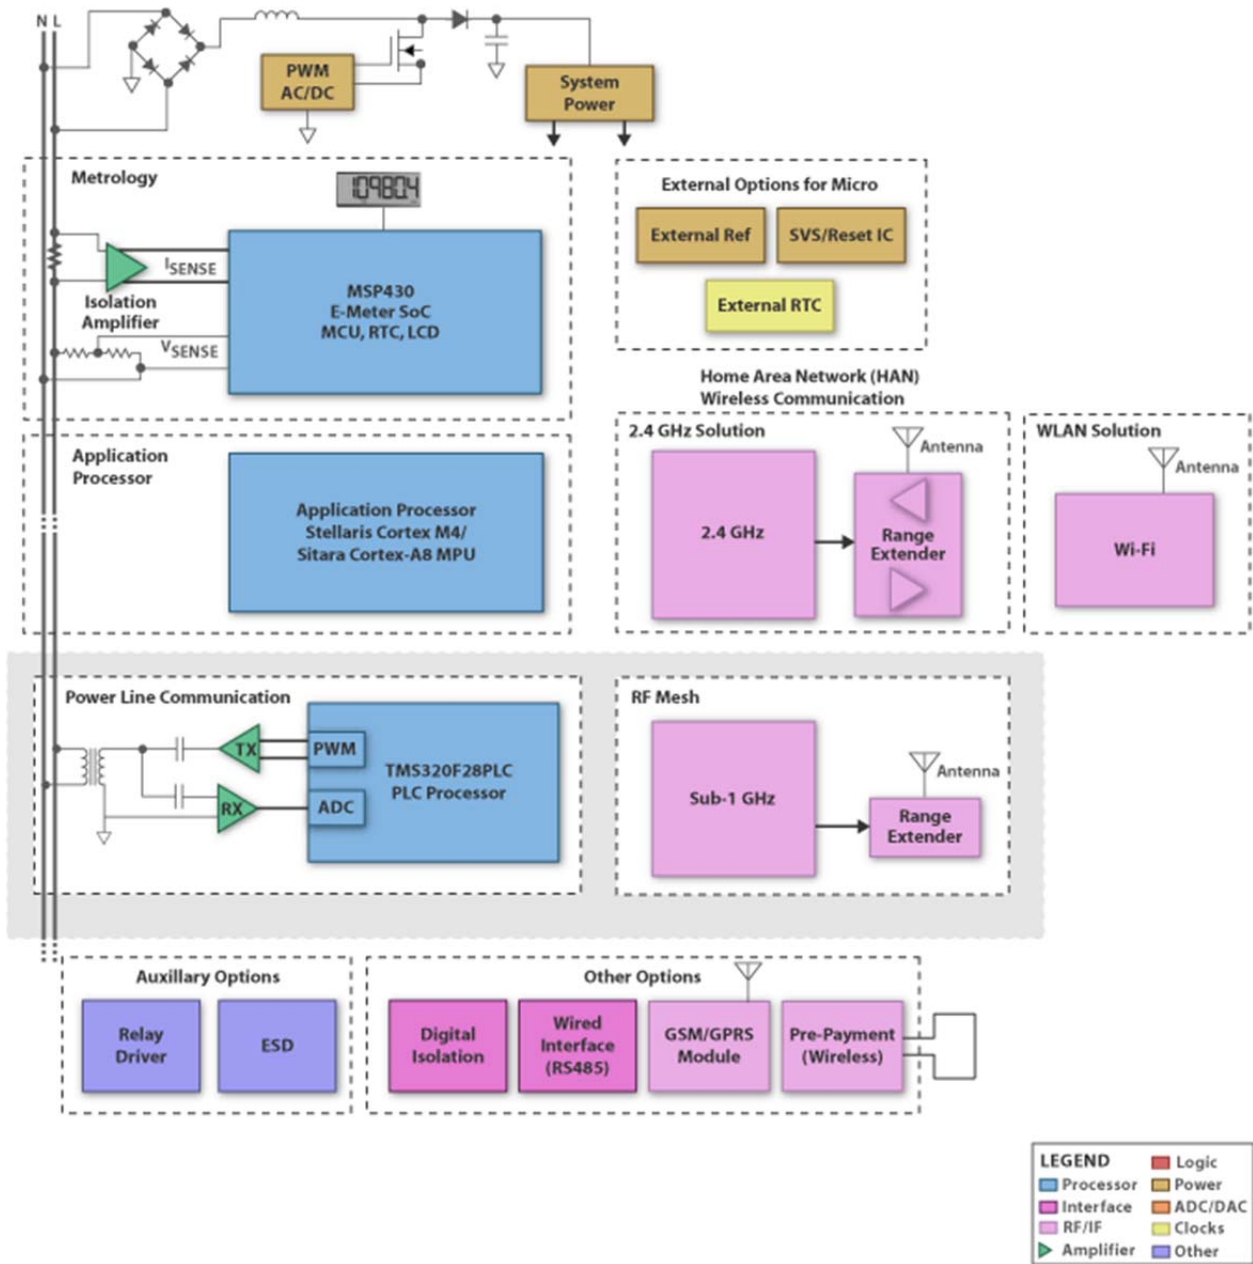 N L
PWM
AC/DC
System
Power
Metrology
109804
ISENSE
Isolation
Amplifier
VSENSE
MSP430
E-Meter SoC
MCU, RTC, LCD
External Options for Micro
External Ref
SVS/Reset IC
External RTC
Home Area Network (HAN)
Wireless Communication
Application
Processor
Application Processor
Stellaris Cortex M4/
Sitara Cortex-A8 MPU
2.4 GHz Solution
Antenna
2.4 GHz
Range
Extender
WLAN Solution
Antenna
Wi-Fi
Power Line Communication
TX
PWM
TMS320F28PLC
PLC Processor
RX
ADC
RF Mesh
Sub-1 GHz
Antenna
Range
Extender
Auxillary Options
Relay
Driver
ESD
Other Options
Digital
Isolation
Wired
Interface
(RS485)
GSM/GPRS
Module
Pre-Payment
(Wireless)
LEGEND
Processor
Interface
RF/IF
Amplifier
Logic
Power
ADC/DAC
Clocks
Other